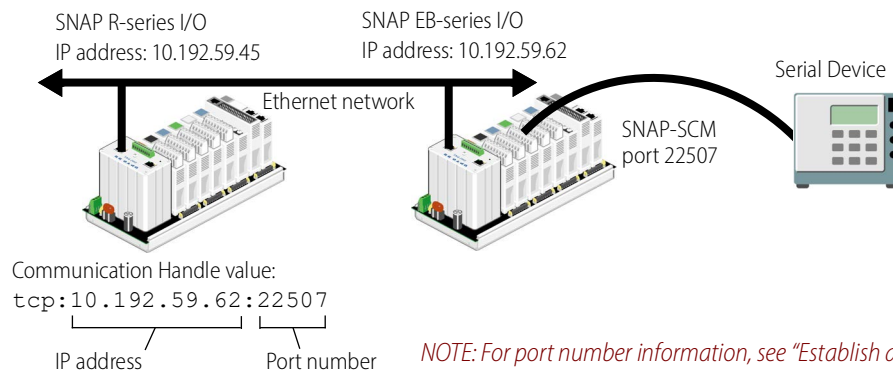 SNAP R-series I/O
IP address: 10.192.59.45
SNAP EB-series I/O
IP address: 10.192.59.62
Serial Device
Ethernet network
SNAP-SCM
port 22507
Communication Handle value:
tcp:10.192.59.62:22507
IP address
Port number
NOTE: For port number information, see “Establish